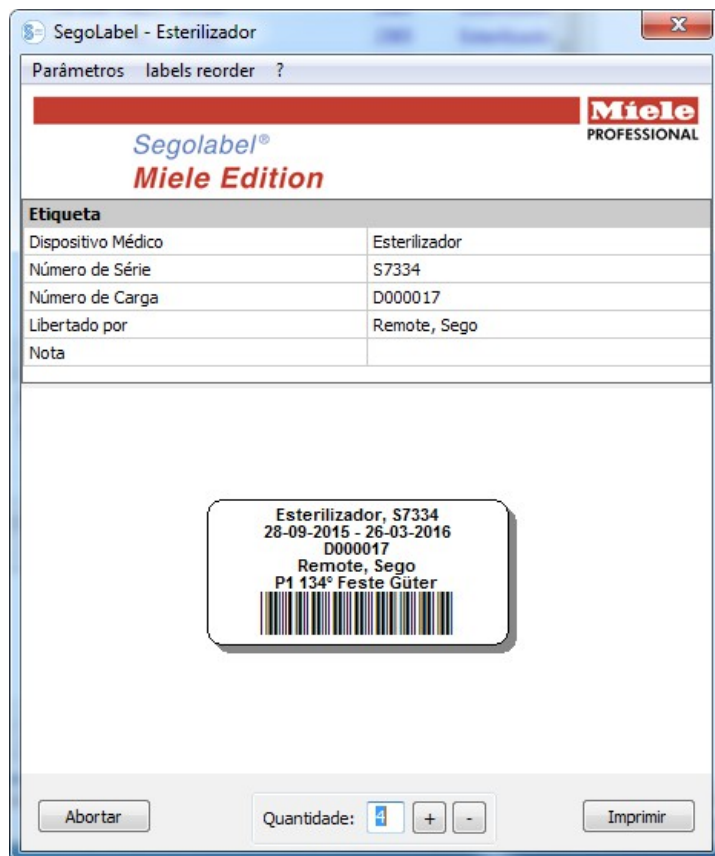 SegoLabel - Esterilizador
Parâmetros labels reorder ?
Miele
PROFESSIONAL
Segolabel®
Miele Edition
Etiqueta
Dispositivo Médico Esterilizador
Número de Série S7334
Número de Carga D000017
Libertado por Remote, Sego
Nota
Esterilizador, S7334
28-09-2015 - 26-03-2016
D000017
Remote, Sego
P1 134º Feste Güter
Abortar Quantidade: 4 + - Imprimir